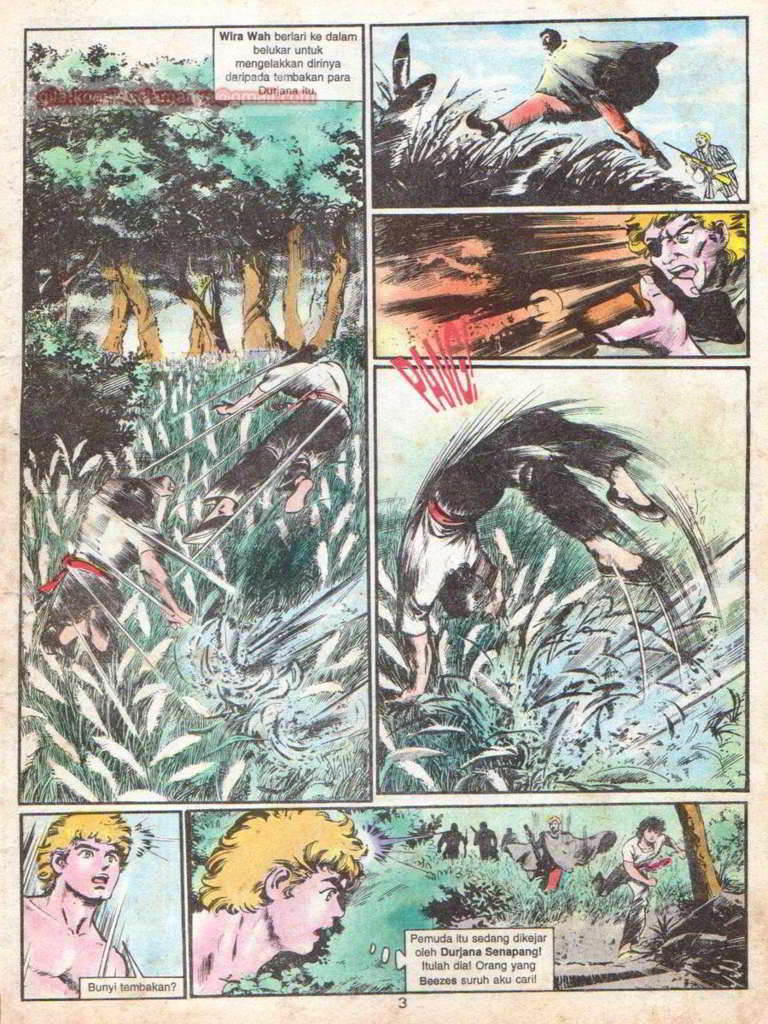 Wira Wah berlari ke dalam
belukar untuk
mengelakkan dirinya
daripada tembakan para
Durjana itu.
PANG!
Bunyi tembakan?
Pemuda itu sedang dikejar
oleh Durjana Senapang!
Itulah dia! Orang yang
Beezes suruh aku cari!
3